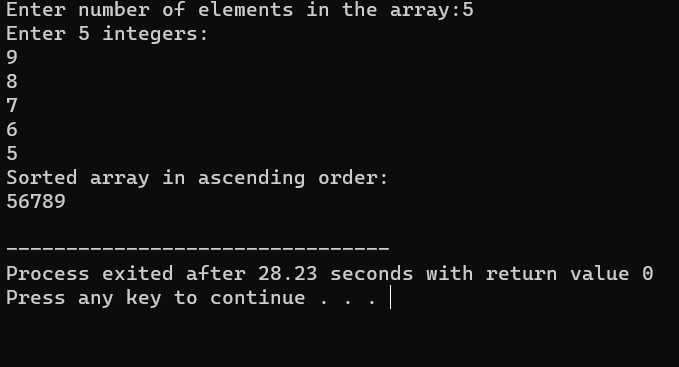 Enter number of elements in the array:5
Enter 5 integers:
9
8
7
6
5
Sorted array in ascending order:
56789
--------------------------------
Process exited after 28.23 seconds with return value 0
Press any key to continue . . .